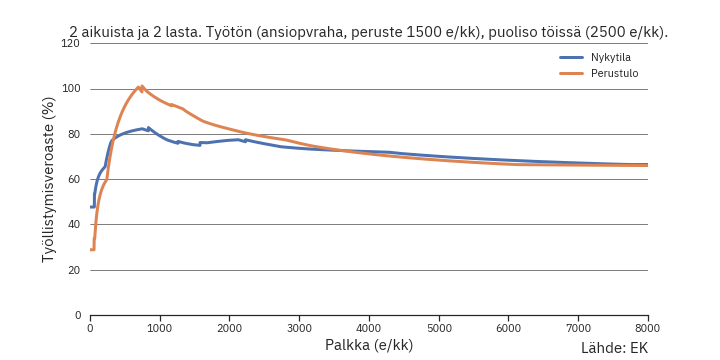 2 aikuista ja 2 lasta. Työtön (ansiopvraha, peruste 1500 e/kk), puoliso töissä (2500 e/kk).
Nykytila
Perustulo
Työllistymisveroaste (%)
120
100
80
60
40
20
0
0 1000 2000 3000 4000 5000 6000 7000 8000
Palkka (e/kk)
Lähde: EK